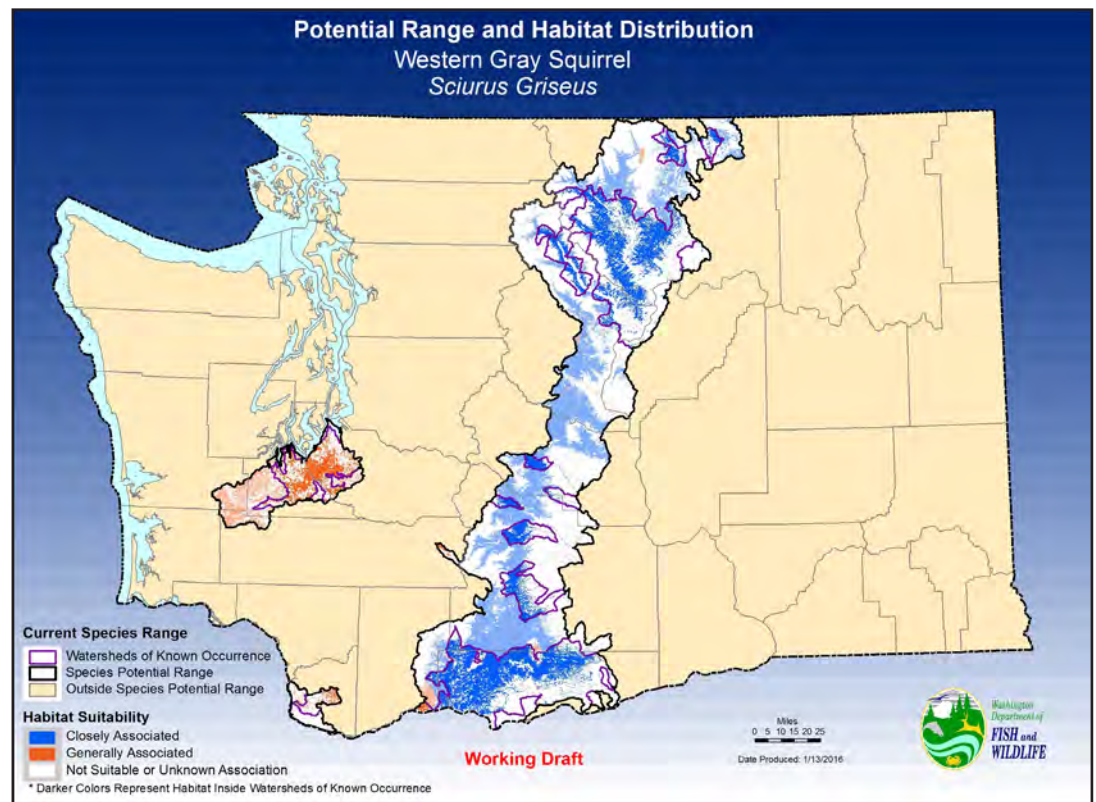 Potential Range and Habitat Distribution
Western Gray Squirrel
Sciurus Griseus
Current Species Range
Watersheds of Known Occurrence
Species Potential Range
Outside Species Potential Range
Habitat Suitability
Closely Associated
Generally Associated
Not Suitable or Unknown Association
* Darker Colors Represent Habitat Inside Watersheds of Known Occurrence
Working Draft
Miles
0 5 10 15 20 25
Date Produced: 1/13/2016
Washington
Department of
FISH and
WILDLIFE